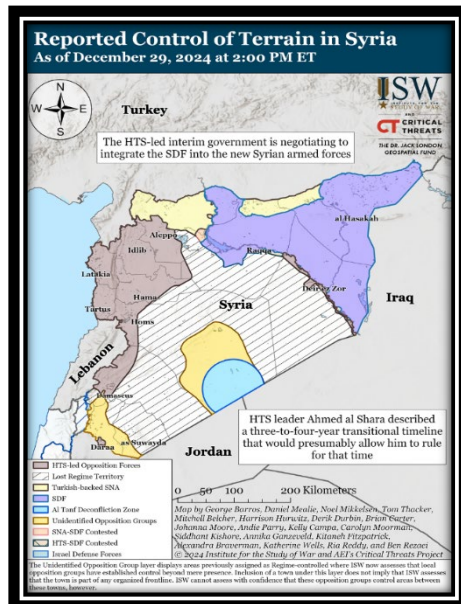 Reported Control of Terrain in Syria
As of December 29, 2024 at 2:00 PM ET
N
W
E
S
ISW
INSTITUTE FOR THE
STUDY OF WAR
AND
CT CRITICAL
THREATS
THE DR. JACK LONDON
GEOSPATIAL FUND
Turkey
The HTS-led interim government is negotiating to
integrate the SDF into the new Syrian armed forces
al Hasakah
Aleppo
Raqqa
Idlib
Latakia
Deir ez Zor
Iraq
Hama
Syria
Tartus
Homs
Lebanon
Damascus
HTS leader Ahmed al Shara described
a three-to-four-year transitional timeline
that would presumably allow him to rule
for that time
as Suwayda
Daraa
Jordan
HTS-led Opposition Forces
Lost Regime Territory
Turkish-backed SNA
SDF
Al Tanf Deconfliction Zone
Unidentified Opposition Groups
SNA-SDF Contested
HTS-SDF Contested
Israel Defense Forces
0 50 100 200 Kilometers
Map by George Barros, Daniel Mealie, Noel Mikkelsen, Tom Thacker,
Mitchell Belcher, Harrison Hurwitz, Derik Durbin, Brian Carter,
Johanna Moore, Andie Parry, Kelly Campa, Carolyn Moorman,
Siddhant Kishore, Annika Ganzeveld, Kitaneh Fitzpatrick,
Alexandra Braverman, Katherine Wells, Ria Reddy, and Ben Rezaei
© 2024 Institute for the Study of War and AEI's Critical Threats Project
The Unidentified Opposition Group layer displays areas previously assigned as Regime-controlled where ISW now assesses that local
opposition groups have established control beyond mere presence. Inclusion of a town under this layer does not imply that ISW assesses
that the town is part of any organized frontline. ISW cannot assess with confidence that these opposition groups control areas between
these towns, however.